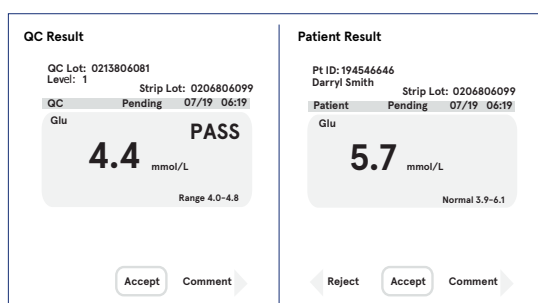 QC Result
QC Lot: 0213806081
Level: 1
Strip Lot: 0206806099
QC Pending 07/19 06:19
Glu
PASS
4.4 mmol/L
Range 4.0-4.8
Accept Comment
Patient Result
Pt ID: 194546646
Darryl Smith
Strip Lot: 0206806099
Patient Pending 07/19 06:19
Glu
5.7 mmol/L
Normal 3.9-6.1
Reject Accept Comment